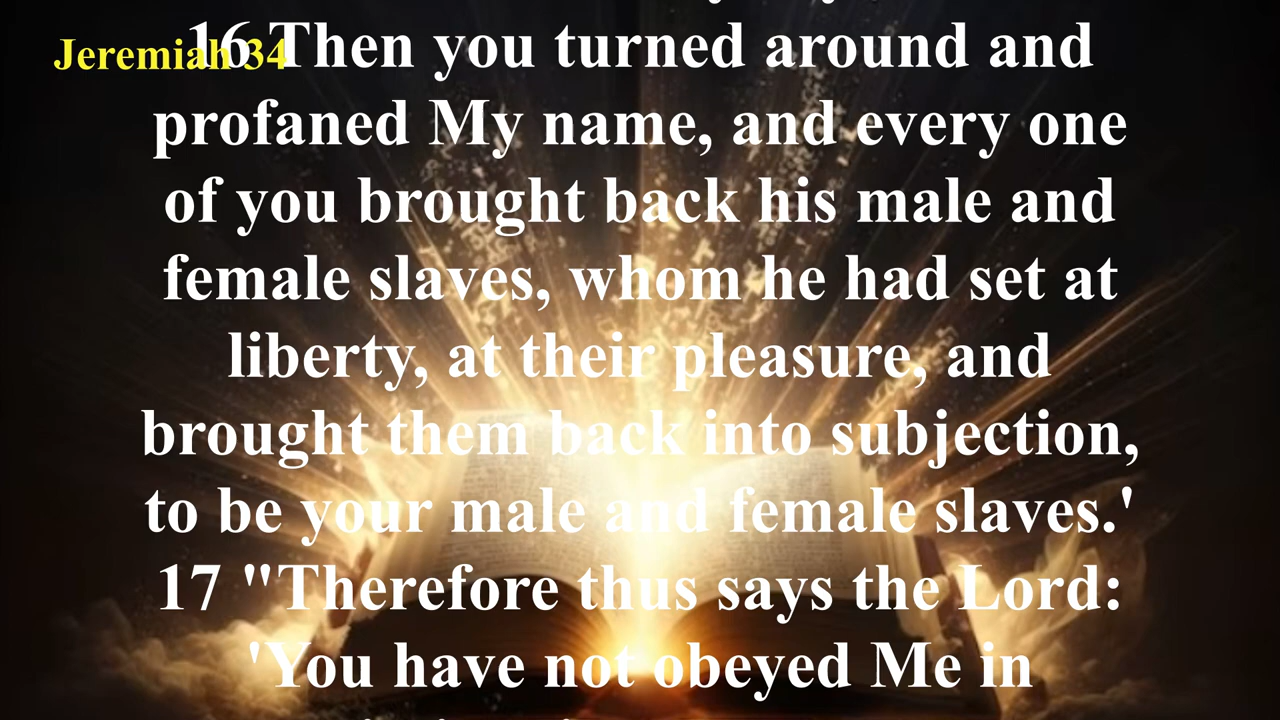 Jeremiah 34
16 Then you turned around and
profaned My name, and every one
of you brought back his male and
female slaves, whom he had set at
liberty, at their pleasure, and
brought them back into subjection,
to be your male and female slaves.'
17 "Therefore thus says the Lord:
'You have not obeyed Me in